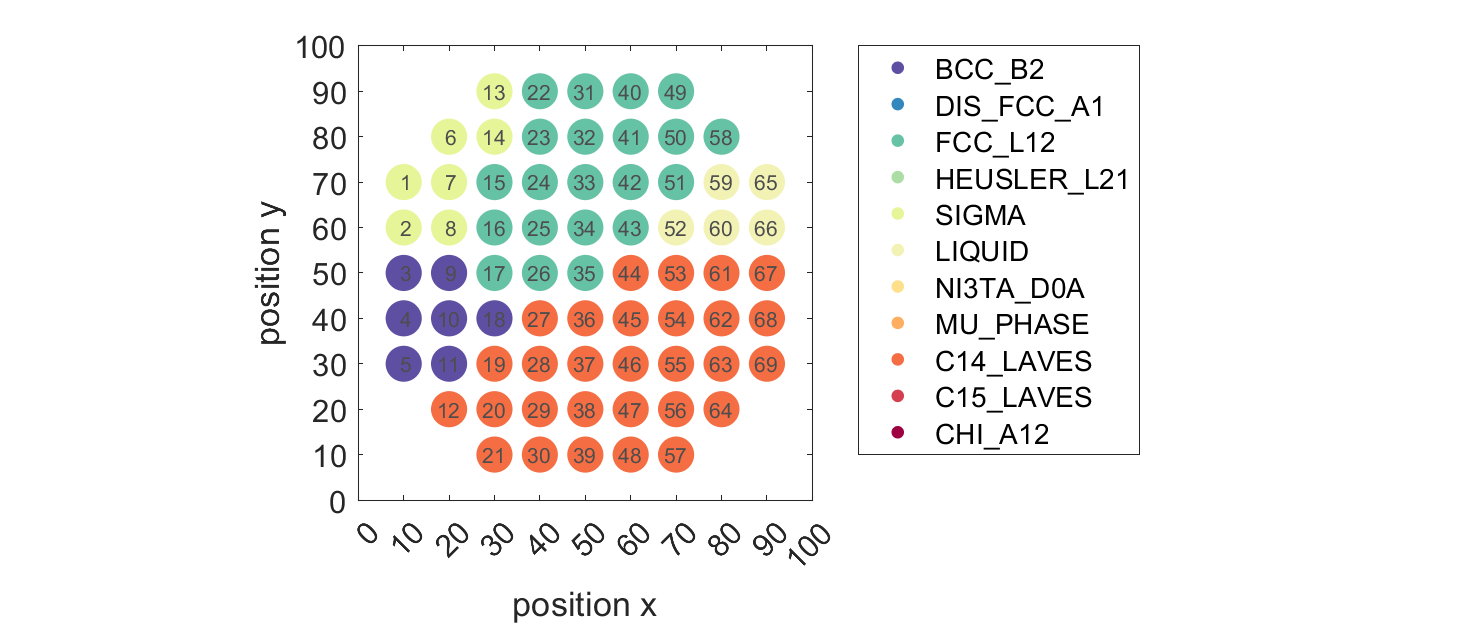 100
90
80
70
60
50
40
30
20
10
0
13 22 31 40 49
6 14 23 32 41 50 58
1 7 15 24 33 42 51 59 65
2 8 16 25 34 43 52 60 66
3 9 17 26 35 44 53 61 67
4 10 18 27 36 45 54 62 68
5 11 19 28 37 46 55 63 69
12 20 29 38 47 56 64
21 30 39 48 57
0 10 20 30 40 50 60 70 80 90 100
position x
position y
BCC_B2
DIS_FCC_A1
FCC_L12
HEUSLER_L21
SIGMA
LIQUID
NI3TA_D0A
MU_PHASE
C14_LAVES
C15_LAVES
CHI_A12